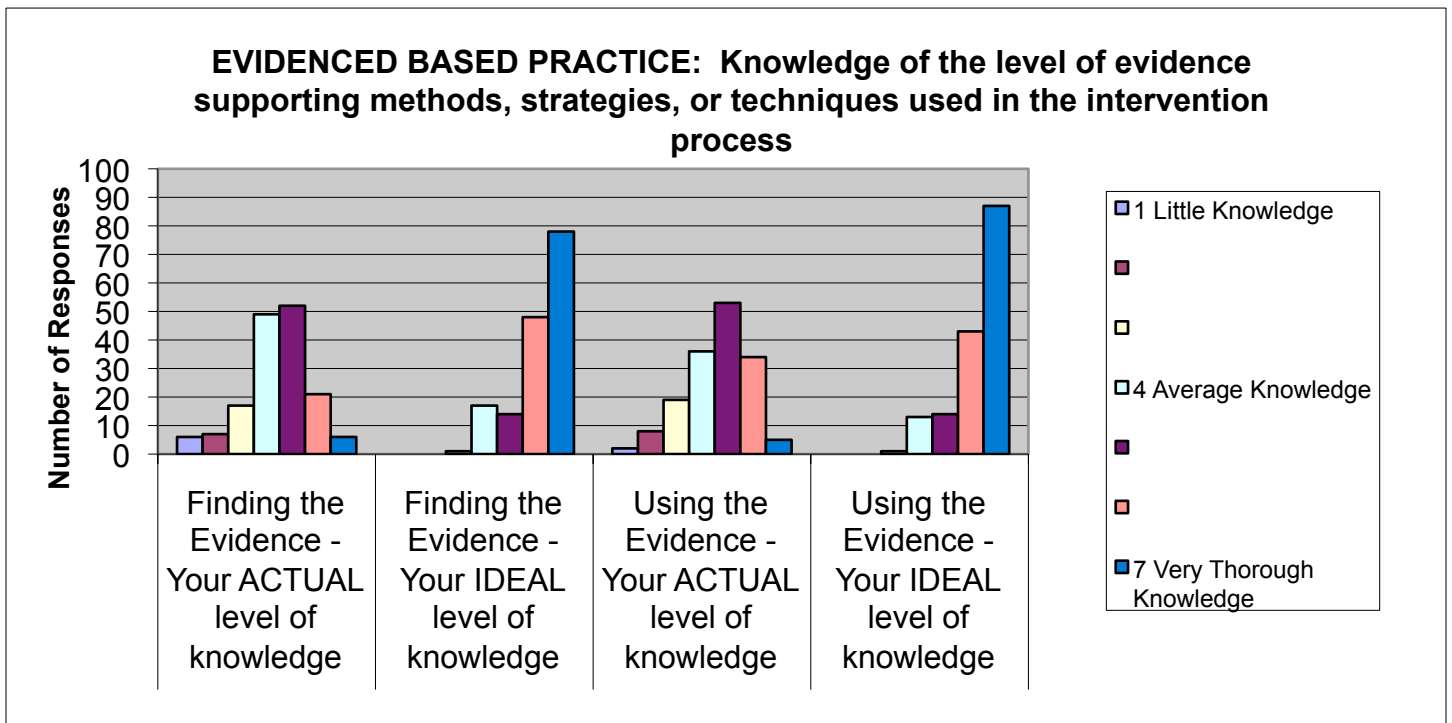 EVIDENCED BASED PRACTICE:  Knowledge of the level of evidence
supporting methods, strategies, or techniques used in the intervention
process
Number of Responses
100
90
80
70
60
50
40
30
20
10
0
Finding the
Evidence -
Your ACTUAL
level of
knowledge
Finding the
Evidence -
Your IDEAL
level of
knowledge
Using the
Evidence -
Your ACTUAL
level of
knowledge
Using the
Evidence -
Your IDEAL
level of
knowledge
1 Little Knowledge
4 Average Knowledge
7 Very Thorough
Knowledge